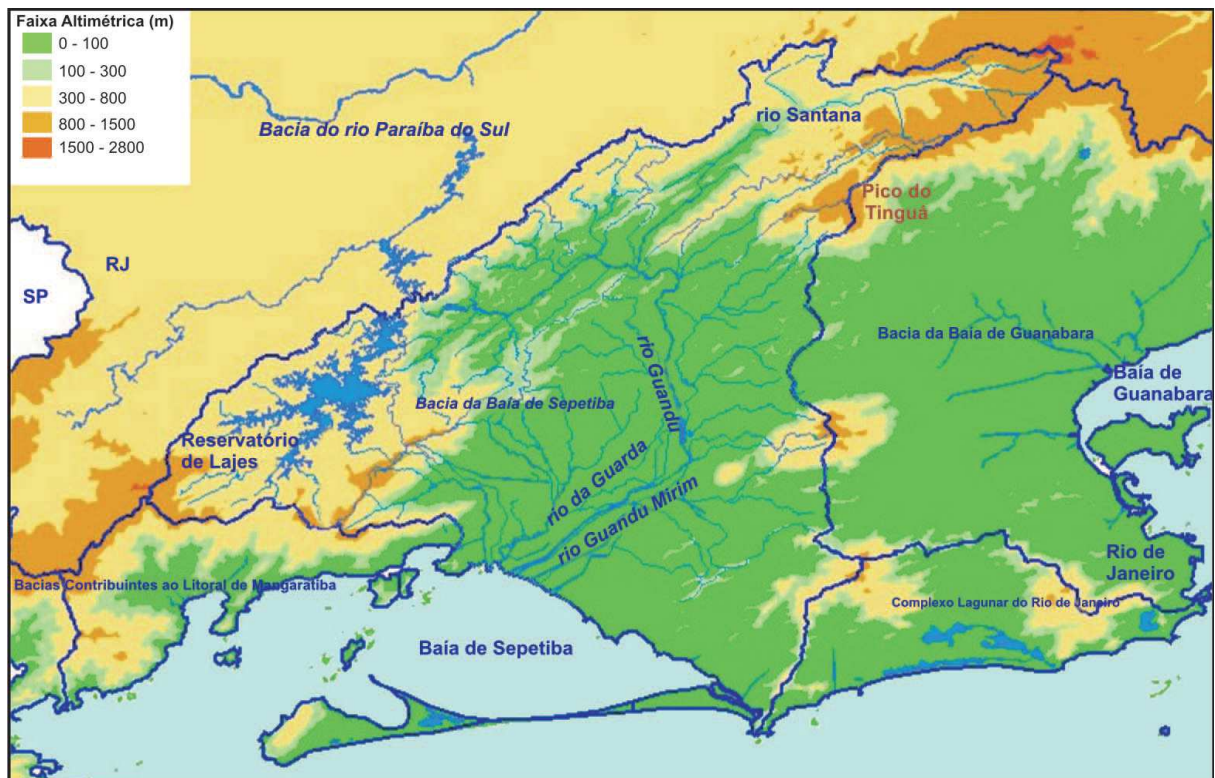 Faixa Altimétrica (m)
0 - 100
100 - 300
300 - 800
800 - 1500
1500 - 2800
Bacia do rio Paraíba do Sul
rio Santana
Pico do
Tinguá
RJ
SP
Bacia da Baia de Guanabara
rio Guandu
Baía de
Guanabara
Bacia da Baía de Sepetiba
Reservatório
de Lajes
rio da Guarda
rio Guandu Mirim
Rio de
Janeiro
Bacias Contribuintes ao Litoral de Mangaratiba
Complexo Lagunar do Rio de Janeiro
Baía de Sepetiba